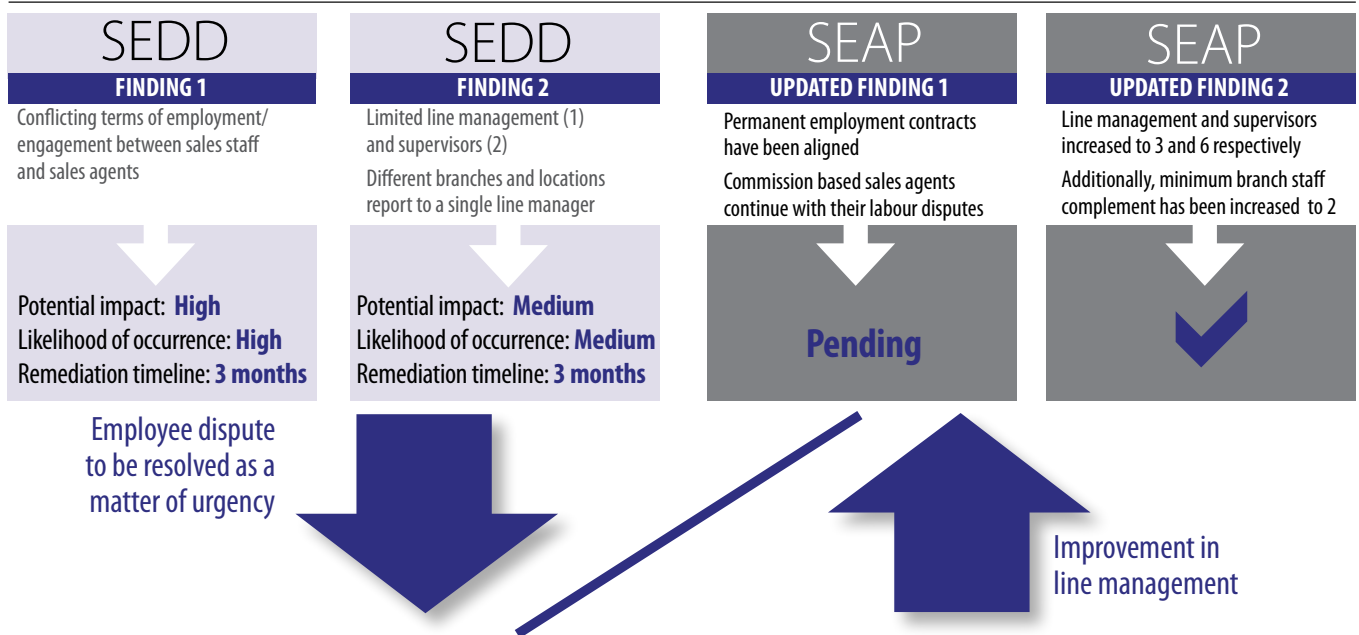 SEDD
FINDING 1
Conflicting terms of employment/
engagement between sales staff
and sales agents
Potential impact: High
Likelihood of occurrence: High
Remediation timeline: 3 months
SEDD
FINDING 2
Limited line management (1)
and supervisors (2)
Different branches and locations
report to a single line manager
Potential impact: Medium
Likelihood of occurrence: Medium
Remediation timeline: 3 months
SEAP
UPDATED FINDING 1
Permanent employment contracts
have been aligned
Commission based sales agents
continue with their labour disputes
Pending
SEAP
UPDATED FINDING 2
Line management and supervisors
increased to 3 and 6 respectively
Additionally, minimum branch staff
complement has been increased to 2
Employee dispute
to be resolved as a
matter of urgency
Improvement in
line management